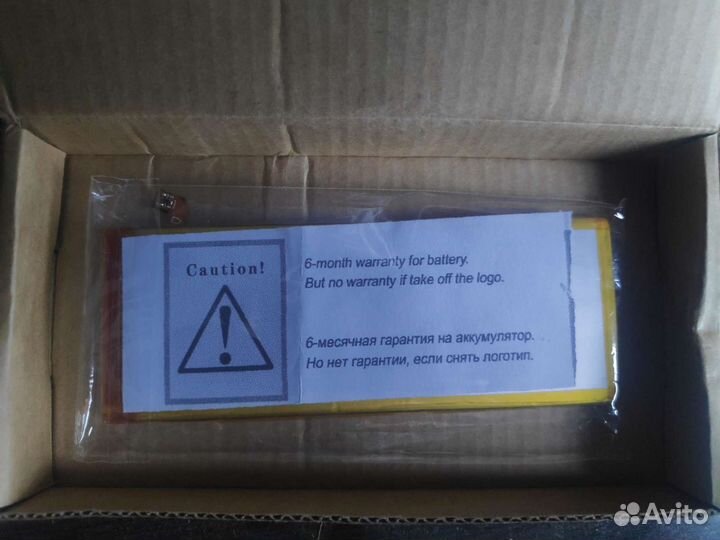 Caution!
6-month warranty for battery.
But no warranty if take off the logo.
6-месячная гарантия на аккумулятор.
Но нет гарантии, если снять логотип.
Avito